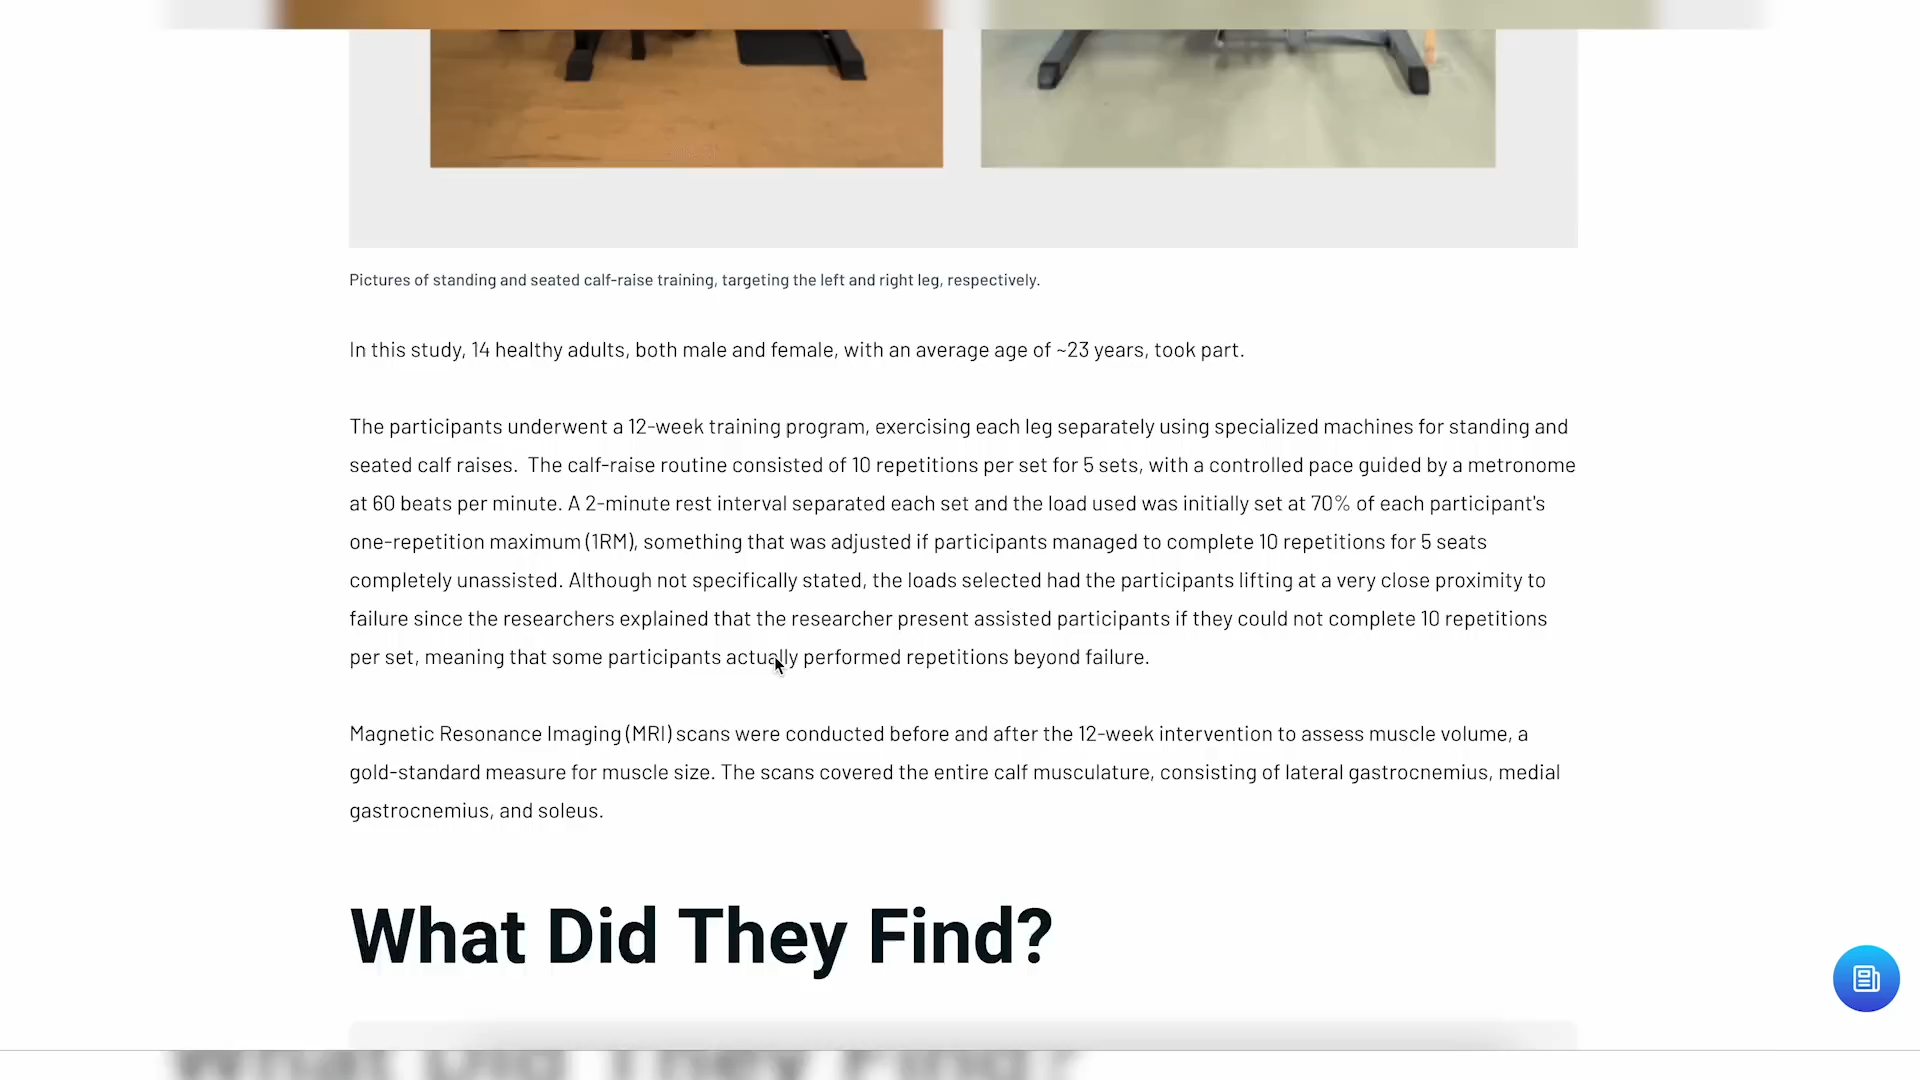 Pictures of standing and seated calf-raise training, targeting the left and right leg, respectively.
In this study, 14 healthy adults, both male and female, with an average age of ~23 years, took part.
The participants underwent a 12-week training program, exercising each leg separately using specialized machines for standing and
seated calf raises.  The calf-raise routine consisted of 10 repetitions per set for 5 sets, with a controlled pace guided by a metronome
at 60 beats per minute. A 2-minute rest interval separated each set and the load used was initially set at 70% of each participant's
one-repetition maximum (1RM), something that was adjusted if participants managed to complete 10 repetitions for 5 seats
completely unassisted. Although not specifically stated, the loads selected had the participants lifting at a very close proximity to
failure since the researchers explained that the researcher present assisted participants if they could not complete 10 repetitions
per set, meaning that some participants actually performed repetitions beyond failure.
Magnetic Resonance Imaging (MRI) scans were conducted before and after the 12-week intervention to assess muscle volume, a
gold-standard measure for muscle size. The scans covered the entire calf musculature, consisting of lateral gastrocnemius, medial
gastrocnemius, and soleus.
What Did They Find?
What Did They Find?